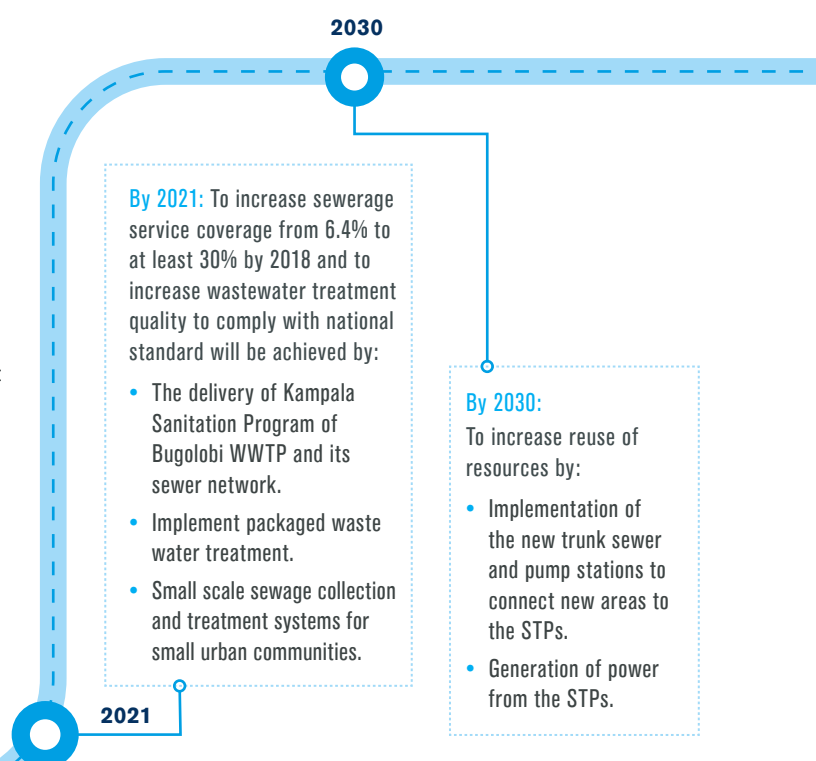 2030
By 2021: To increase sewerage
service coverage from 6.4% to
at least 30% by 2018 and to
increase wastewater treatment
quality to comply with national
standard will be achieved by:
• The delivery of Kampala
Sanitation Program of
Bugolobi WWTP and its
sewer network.
• Implement packaged waste
water treatment.
• Small scale sewage collection
and treatment systems for
small urban communities.
2021
By 2030:
To increase reuse of
resources by:
• Implementation of
the new trunk sewer
and pump stations to
connect new areas to
the STPs.
• Generation of power
from the STPs.